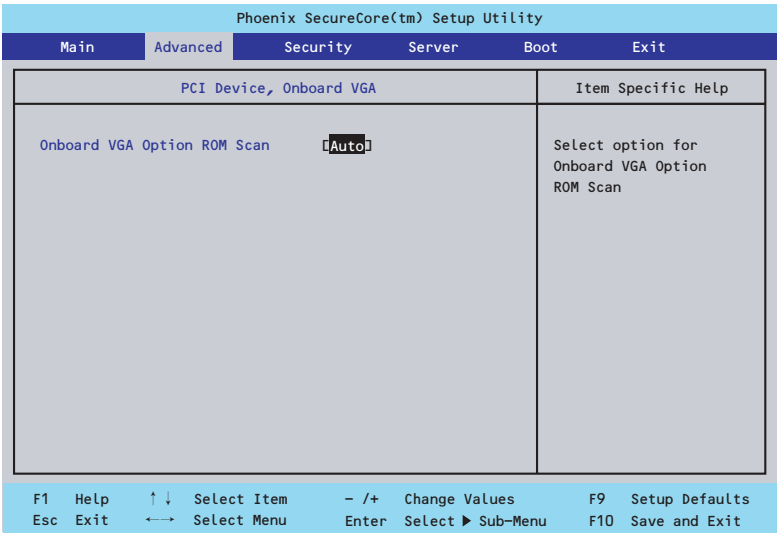 Phoenix SecureCore(tm) Setup Utility
Main Advanced Security Server Boot Exit
PCI Device, Onboard VGA
Item Specific Help
Onboard VGA Option ROM Scan [Auto]
Select option for
Onboard VGA Option
ROM Scan
F1 Help ↑↓ Select Item - /+ Change Values F9 Setup Defaults
Esc Exit ←→ Select Menu Enter Select ▶ Sub-Menu F10 Save and Exit